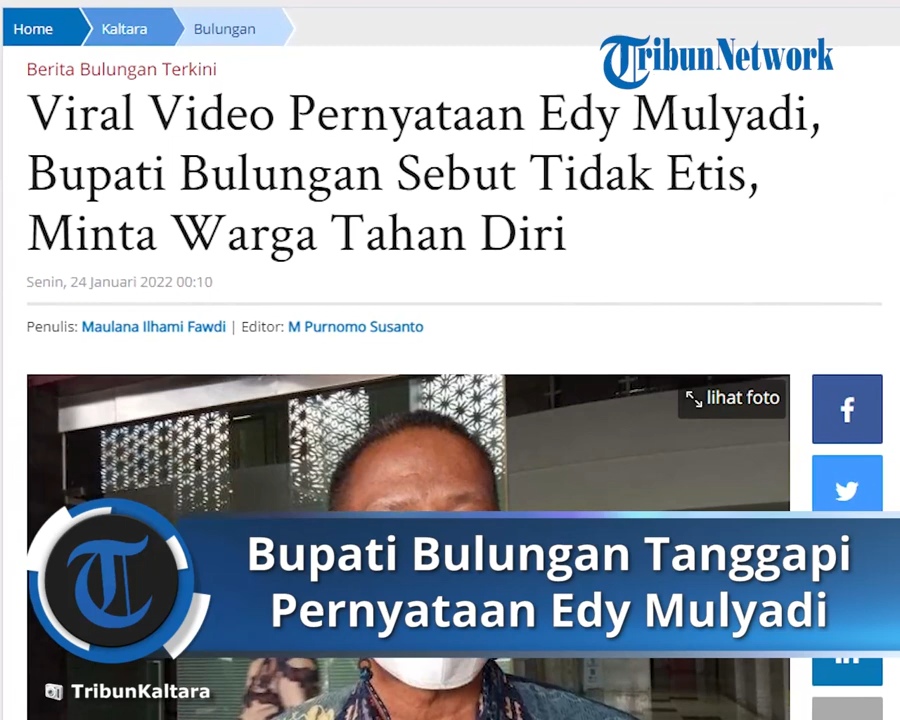 Home Kaltara Bulungan
TribunNetwork
Berita Bulungan Terkini
Viral Video Pernyataan Edy Mulyadi,
Bupati Bulungan Sebut Tidak Etis,
Minta Warga Tahan Diri
Senin, 24 Januari 2022 00:10
Penulis: Maulana Ilhami Fawdi | Editor: M Purnomo Susanto
lihat foto
Bupati Bulungan Tanggapi
Pernyataan Edy Mulyadi
TribunKaltara